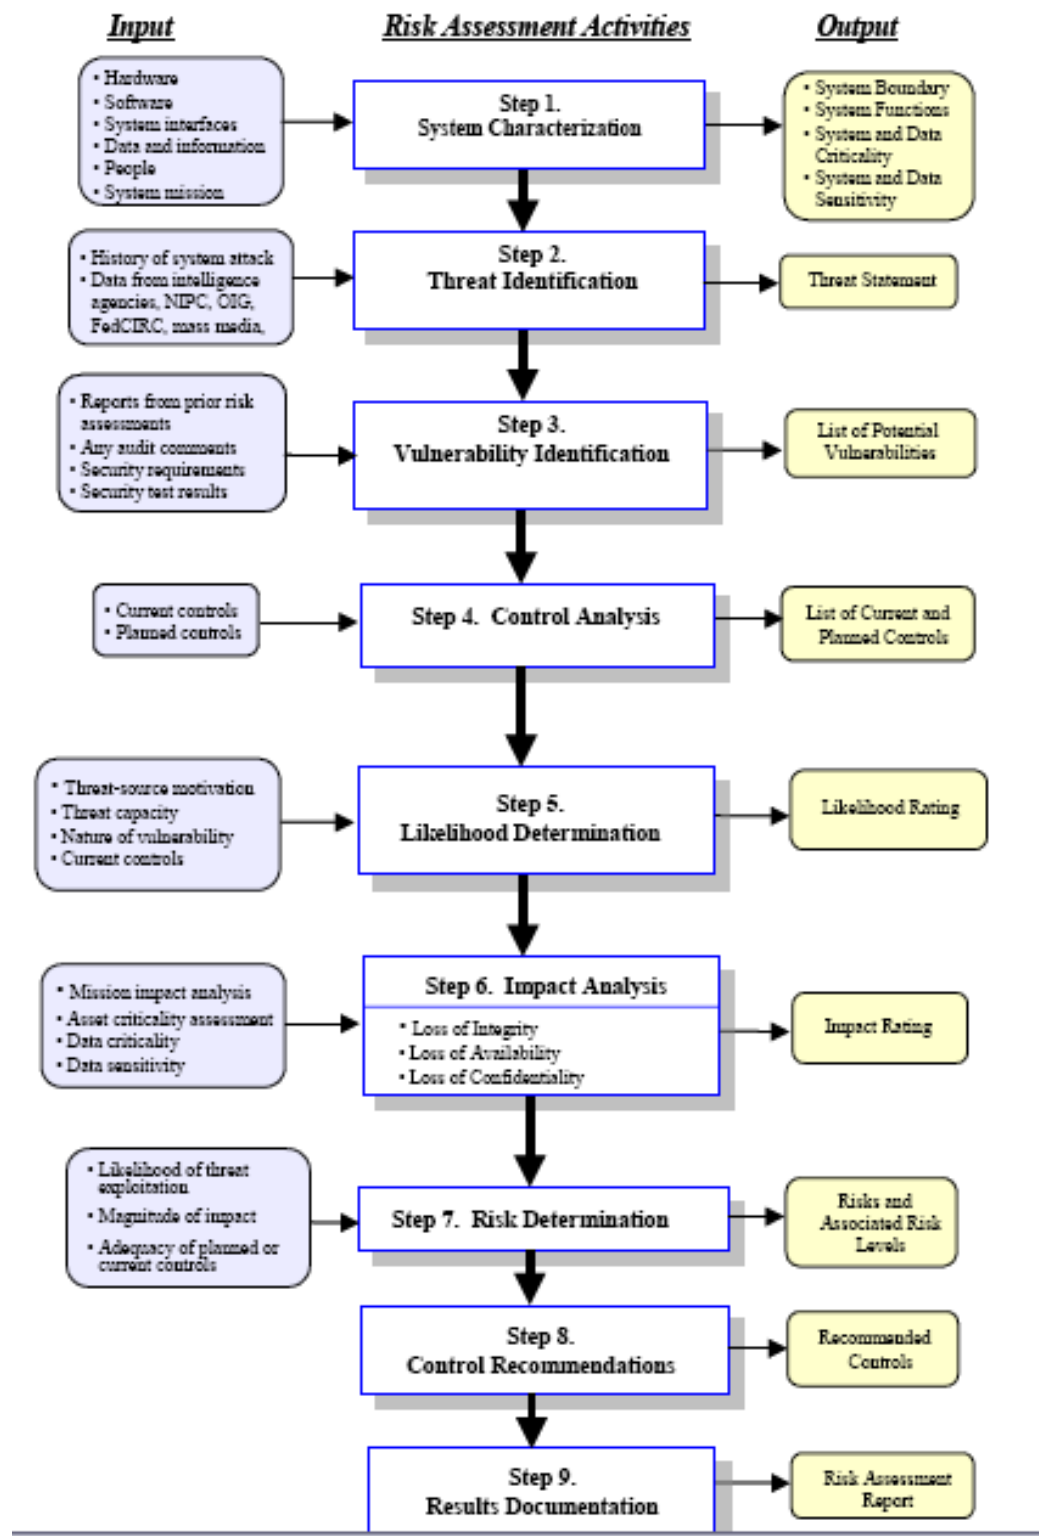 Input
Risk Assessment Activities
Output
• Hardware
• Software
• System interfaces
• Data and information
• People
• System mission
Step 1.
System Characterization
• System Boundary
• System Functions
• System and Data
Criticality
• System and Data
Sensitivity
• History of system attack
• Data from intelligence
agencies, NIPC, OIG,
FedCIRC, mass media,
Step 2.
Threat Identification
Threat Statement
• Reports from prior risk
assessments
• Any audit comments
• Security requirements
• Security test results
Step 3.
Vulnerability Identification
List of Potential
Vulnerabilities
• Current controls
• Planned controls
Step 4. Control Analysis
List of Current and
Planned Controls
• Threat-source motivation
• Threat capacity
• Nature of vulnerability
• Current controls
Step 5.
Likelihood Determination
Likelihood Rating
• Mission impact analysis
• Asset criticality assessment
• Data criticality
• Data sensitivity
Step 6. Impact Analysis
• Loss of Integrity
• Loss of Availability
• Loss of Confidentiality
Impact Rating
• Likelihood of threat
exploitation
• Magnitude of impact
• Adequacy of planned or
current controls
Step 7. Risk Determination
Risks and
Associated Risk
Levels
Step 8.
Control Recommendations
Recommended
Controls
Step 9.
Results Documentation
Risk Assessment
Report